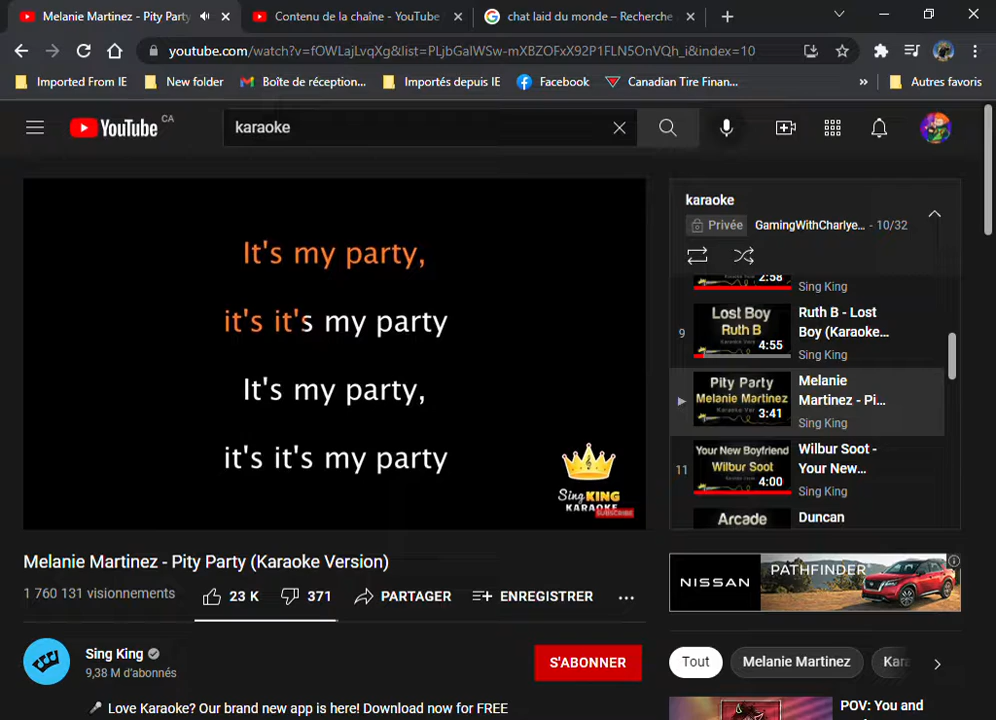 Melanie Martinez - Pity Party
Contenu de la chaîne - YouTube
chat laid du monde – Recherche
youtube.com/watch?v=fOWLajLvqXg&list=PLjbGalWSw-mXBZOFxX92P1FLN5OnVQh_i&index=10
Imported From IE
New folder
Boîte de réception...
Importés depuis IE
Facebook
Canadian Tire Finan...
»
Autres favoris
YouTube CA
karaoke
It's my party,
it's it's my party
It's my party,
it's it's my party
Sing KING
KARAOKE
SUBSCRIBE
karaoke
Privée
GamingWithCharlye... - 10/32
2:58
Sing King
9
Lost Boy
Ruth B
4:55
Ruth B - Lost
Boy (Karaoke...
Sing King
Pity Party
Melanie Martinez
3:41
Melanie
Martinez - Pi...
Sing King
11
Your New Boyfriend
Wilbur Soot
4:00
Wilbur Soot -
Your New...
Sing King
Arcade
Duncan
Melanie Martinez - Pity Party (Karaoke Version)
1 760 131 visionnements
23 K
371
PARTAGER
ENREGISTRER
NISSAN
PATHFINDER
Sing King
9,38 M d'abonnés
S'ABONNER
Tout
Melanie Martinez
Kara
Love Karaoke? Our brand new app is here! Download now for FREE
POV: You and